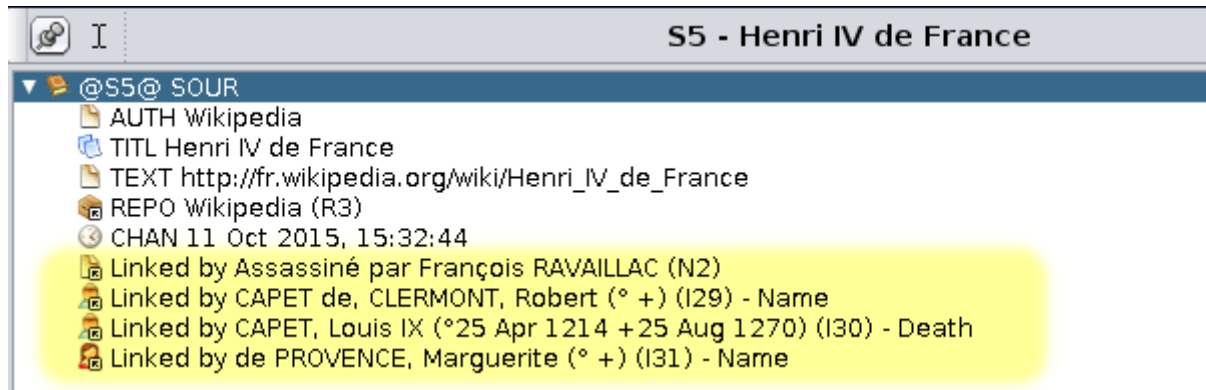 S5 - Henri IV de France
@S5@ SOUR
AUTH Wikipedia
TITL Henri IV de France
TEXT http://fr.wikipedia.org/wiki/Henri_IV_de_France
REPO Wikipedia (R3)
CHAN 11 Oct 2015, 15:32:44
Linked by Assassiné par François RAVAILLAC (N2)
Linked by CAPET de, CLERMONT, Robert (° +) (I29) - Name
Linked by CAPET, Louis IX (°25 Apr 1214 +25 Aug 1270) (I30) - Death
Linked by de PROVENCE, Marguerite (° +) (I31) - Name